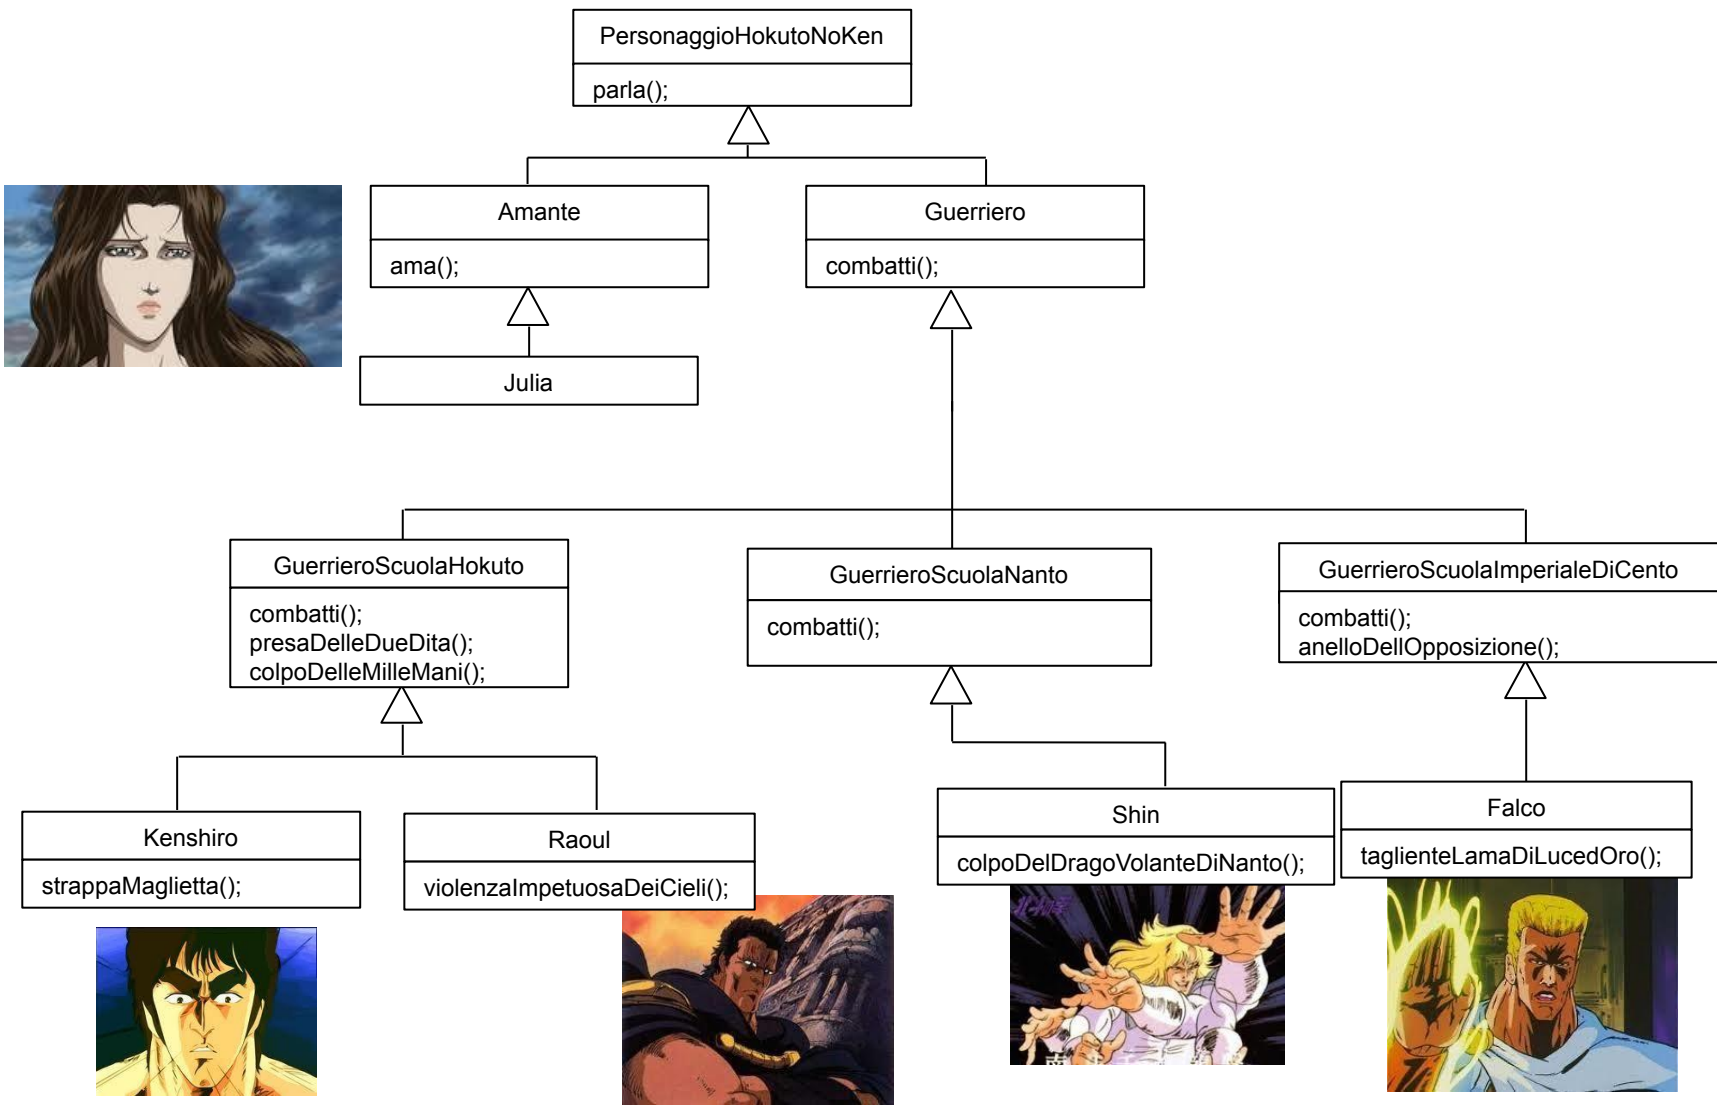 PersonaggioHokutoNoKen
parla();
Amante
ama();
Guerriero
combatti();
Julia
GuerrieroScuolaHokuto
combatti();
presaDelleDueDita();
colpoDelleMilleMani();
GuerrieroScuolaNanto
combatti();
GuerrieroScuolaImperialeDiCento
combatti();
anelloDellOpposizione();
Kenshiro
strappaMaglietta();
Raoul
violenzaImpetuosaDeiCieli();
Shin
colpoDelDragoVolanteDiNanto();
Falco
taglienteLamaDiLucedOro();